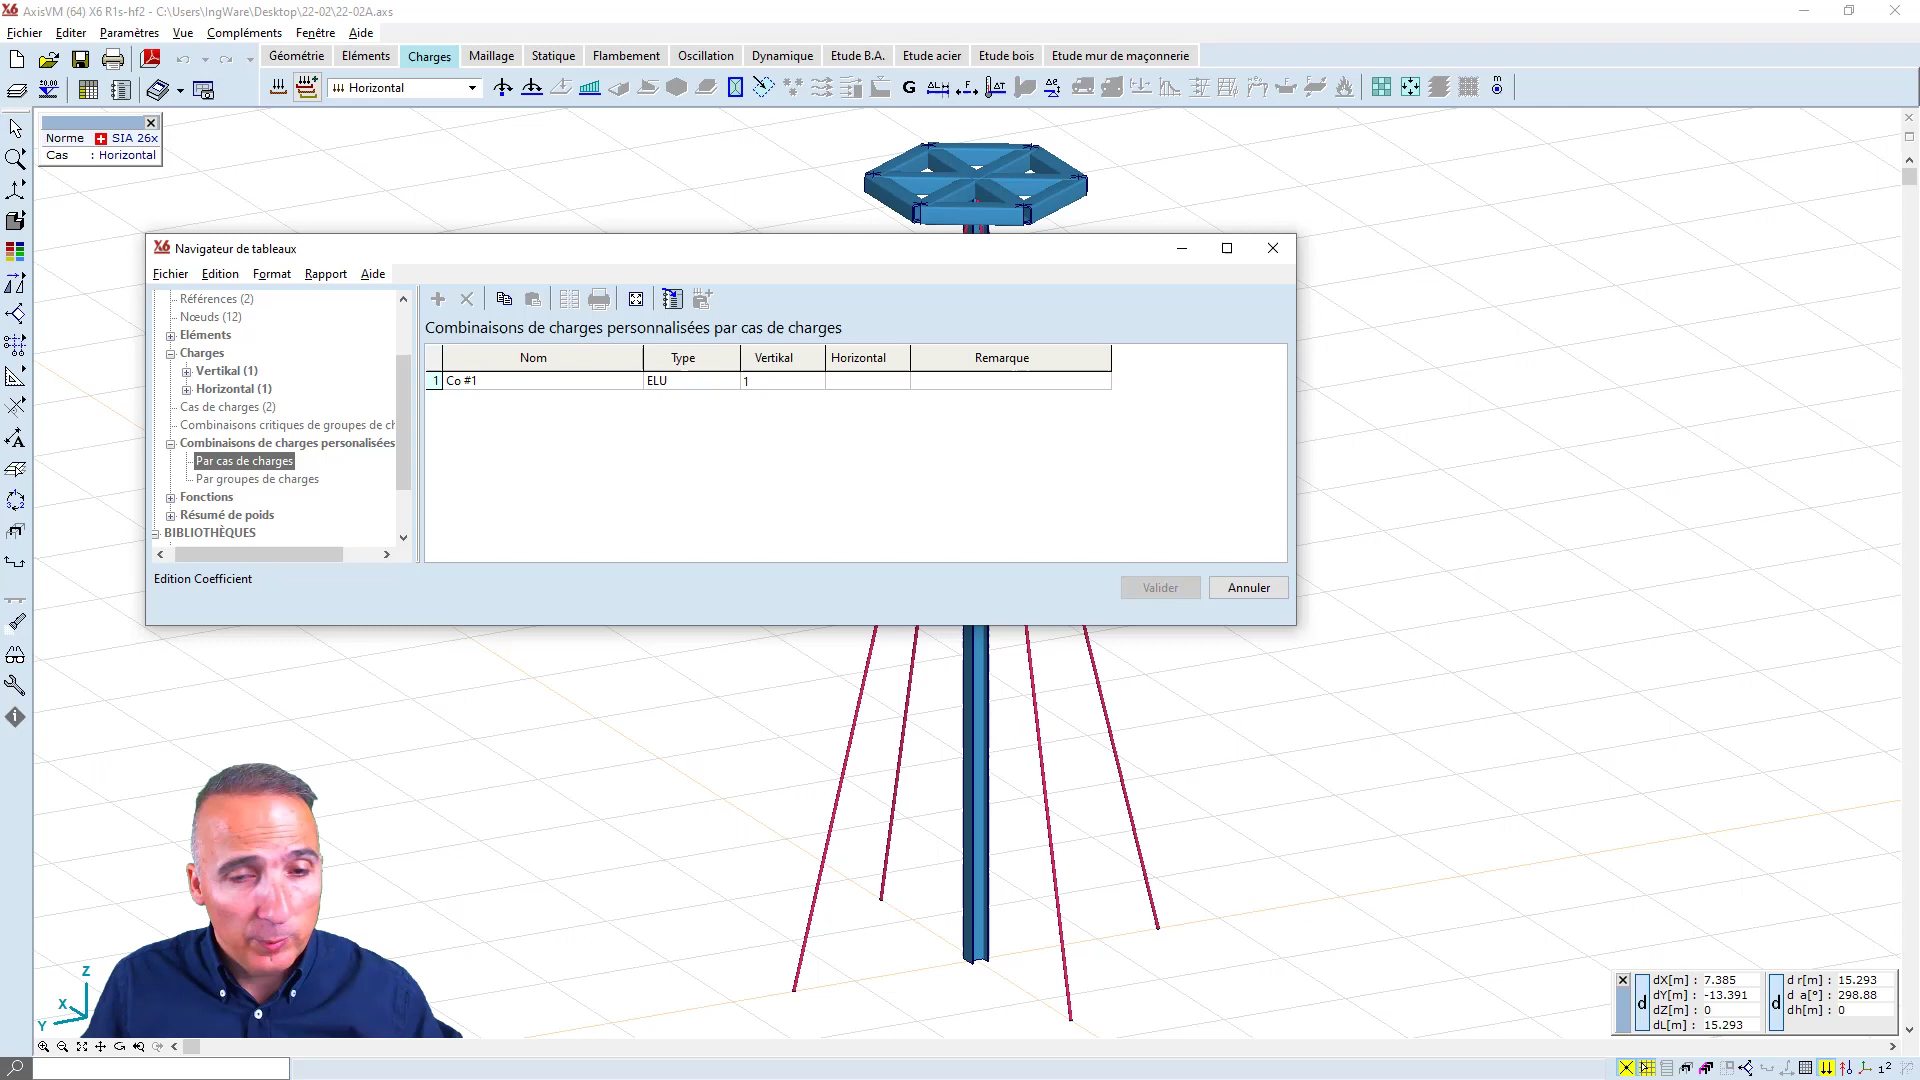 AxisVM (64) X6 R1s-hf2 - C:\Users\IngWare\Desktop\22-02\22-02A.axs
Fichier Editer Paramètres Vue Compléments Fenêtre Aide
Géométrie Eléments Charges Maillage Statique Flambement Oscillation Dynamique Etude B.A. Etude acier Etude bois Etude mur de maçonnerie
Horizontal
Norme SIA 26x
Cas : Horizontal
Navigateur de tableaux
Fichier Edition Format Rapport Aide
Références (2)
Nœuds (12)
Eléments
Charges
Vertikal (1)
Horizontal (1)
Cas de charges (2)
Combinaisons critiques de groupes de ch
Combinaisons de charges personalisées
Par cas de charges
Par groupes de charges
Fonctions
Résumé de poids
BIBLIOTHÈQUES
Combinaisons de charges personnalisées par cas de charges
Nom Type Vertikal Horizontal Remarque
1 Co #1 ELU 1
Edition Coefficient
Valider Annuler
Z
X
Y
d dX[m] : 7.385
dY[m] : -13.391
dZ[m] : 0
dL[m] : 15.293
d d r[m] : 15.293
d a[°] : 298.88
dh[m] : 0